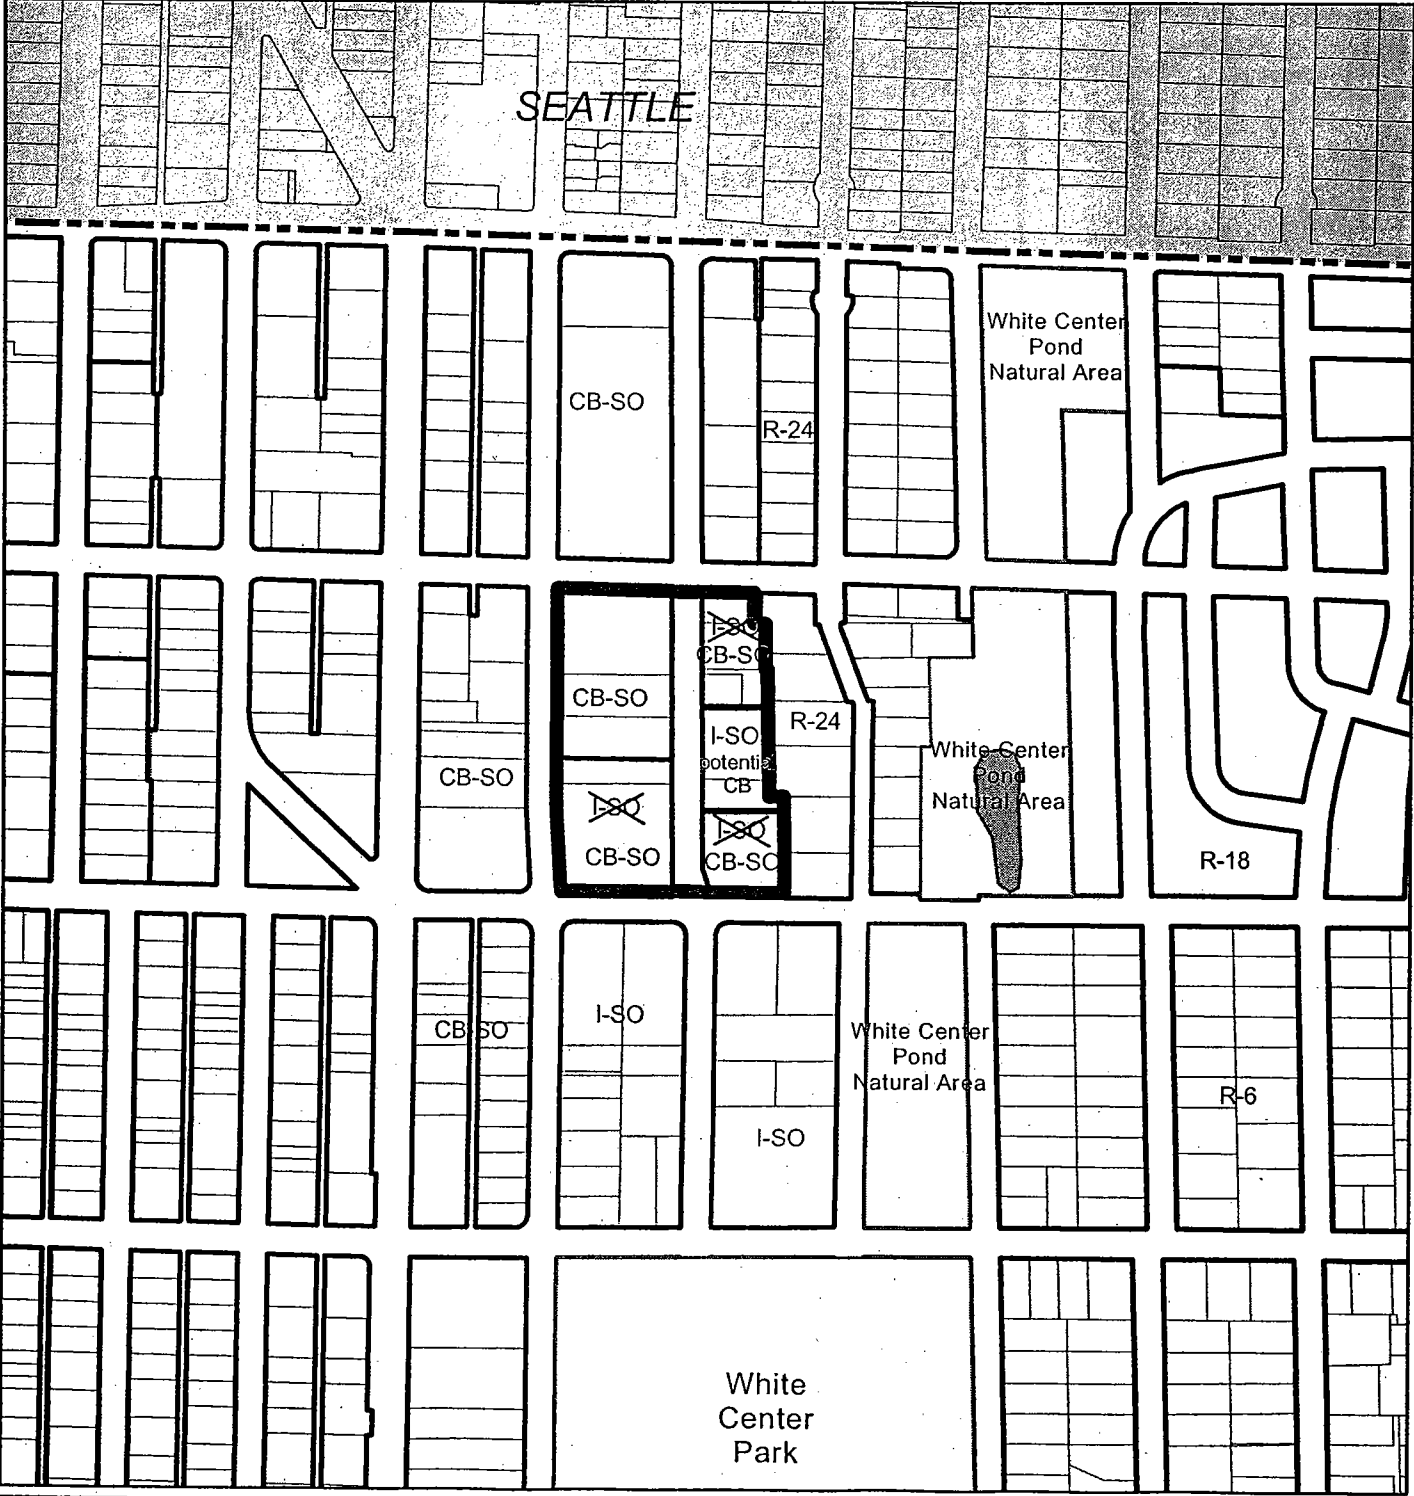 SEATTLE
White Center
Pond
Natural Area
CB-SO
R-24
I-SO
CB-SO
CB-SO
R-24
I-SO
potential
CB
White Center
Pond
Natural Area
CB-SO
I-SO
CB-SO
I-SO
CB-SO
R-18
CB-SO
I-SO
White Center
Pond
Natural Area
R-6
I-SO
White
Center
Park